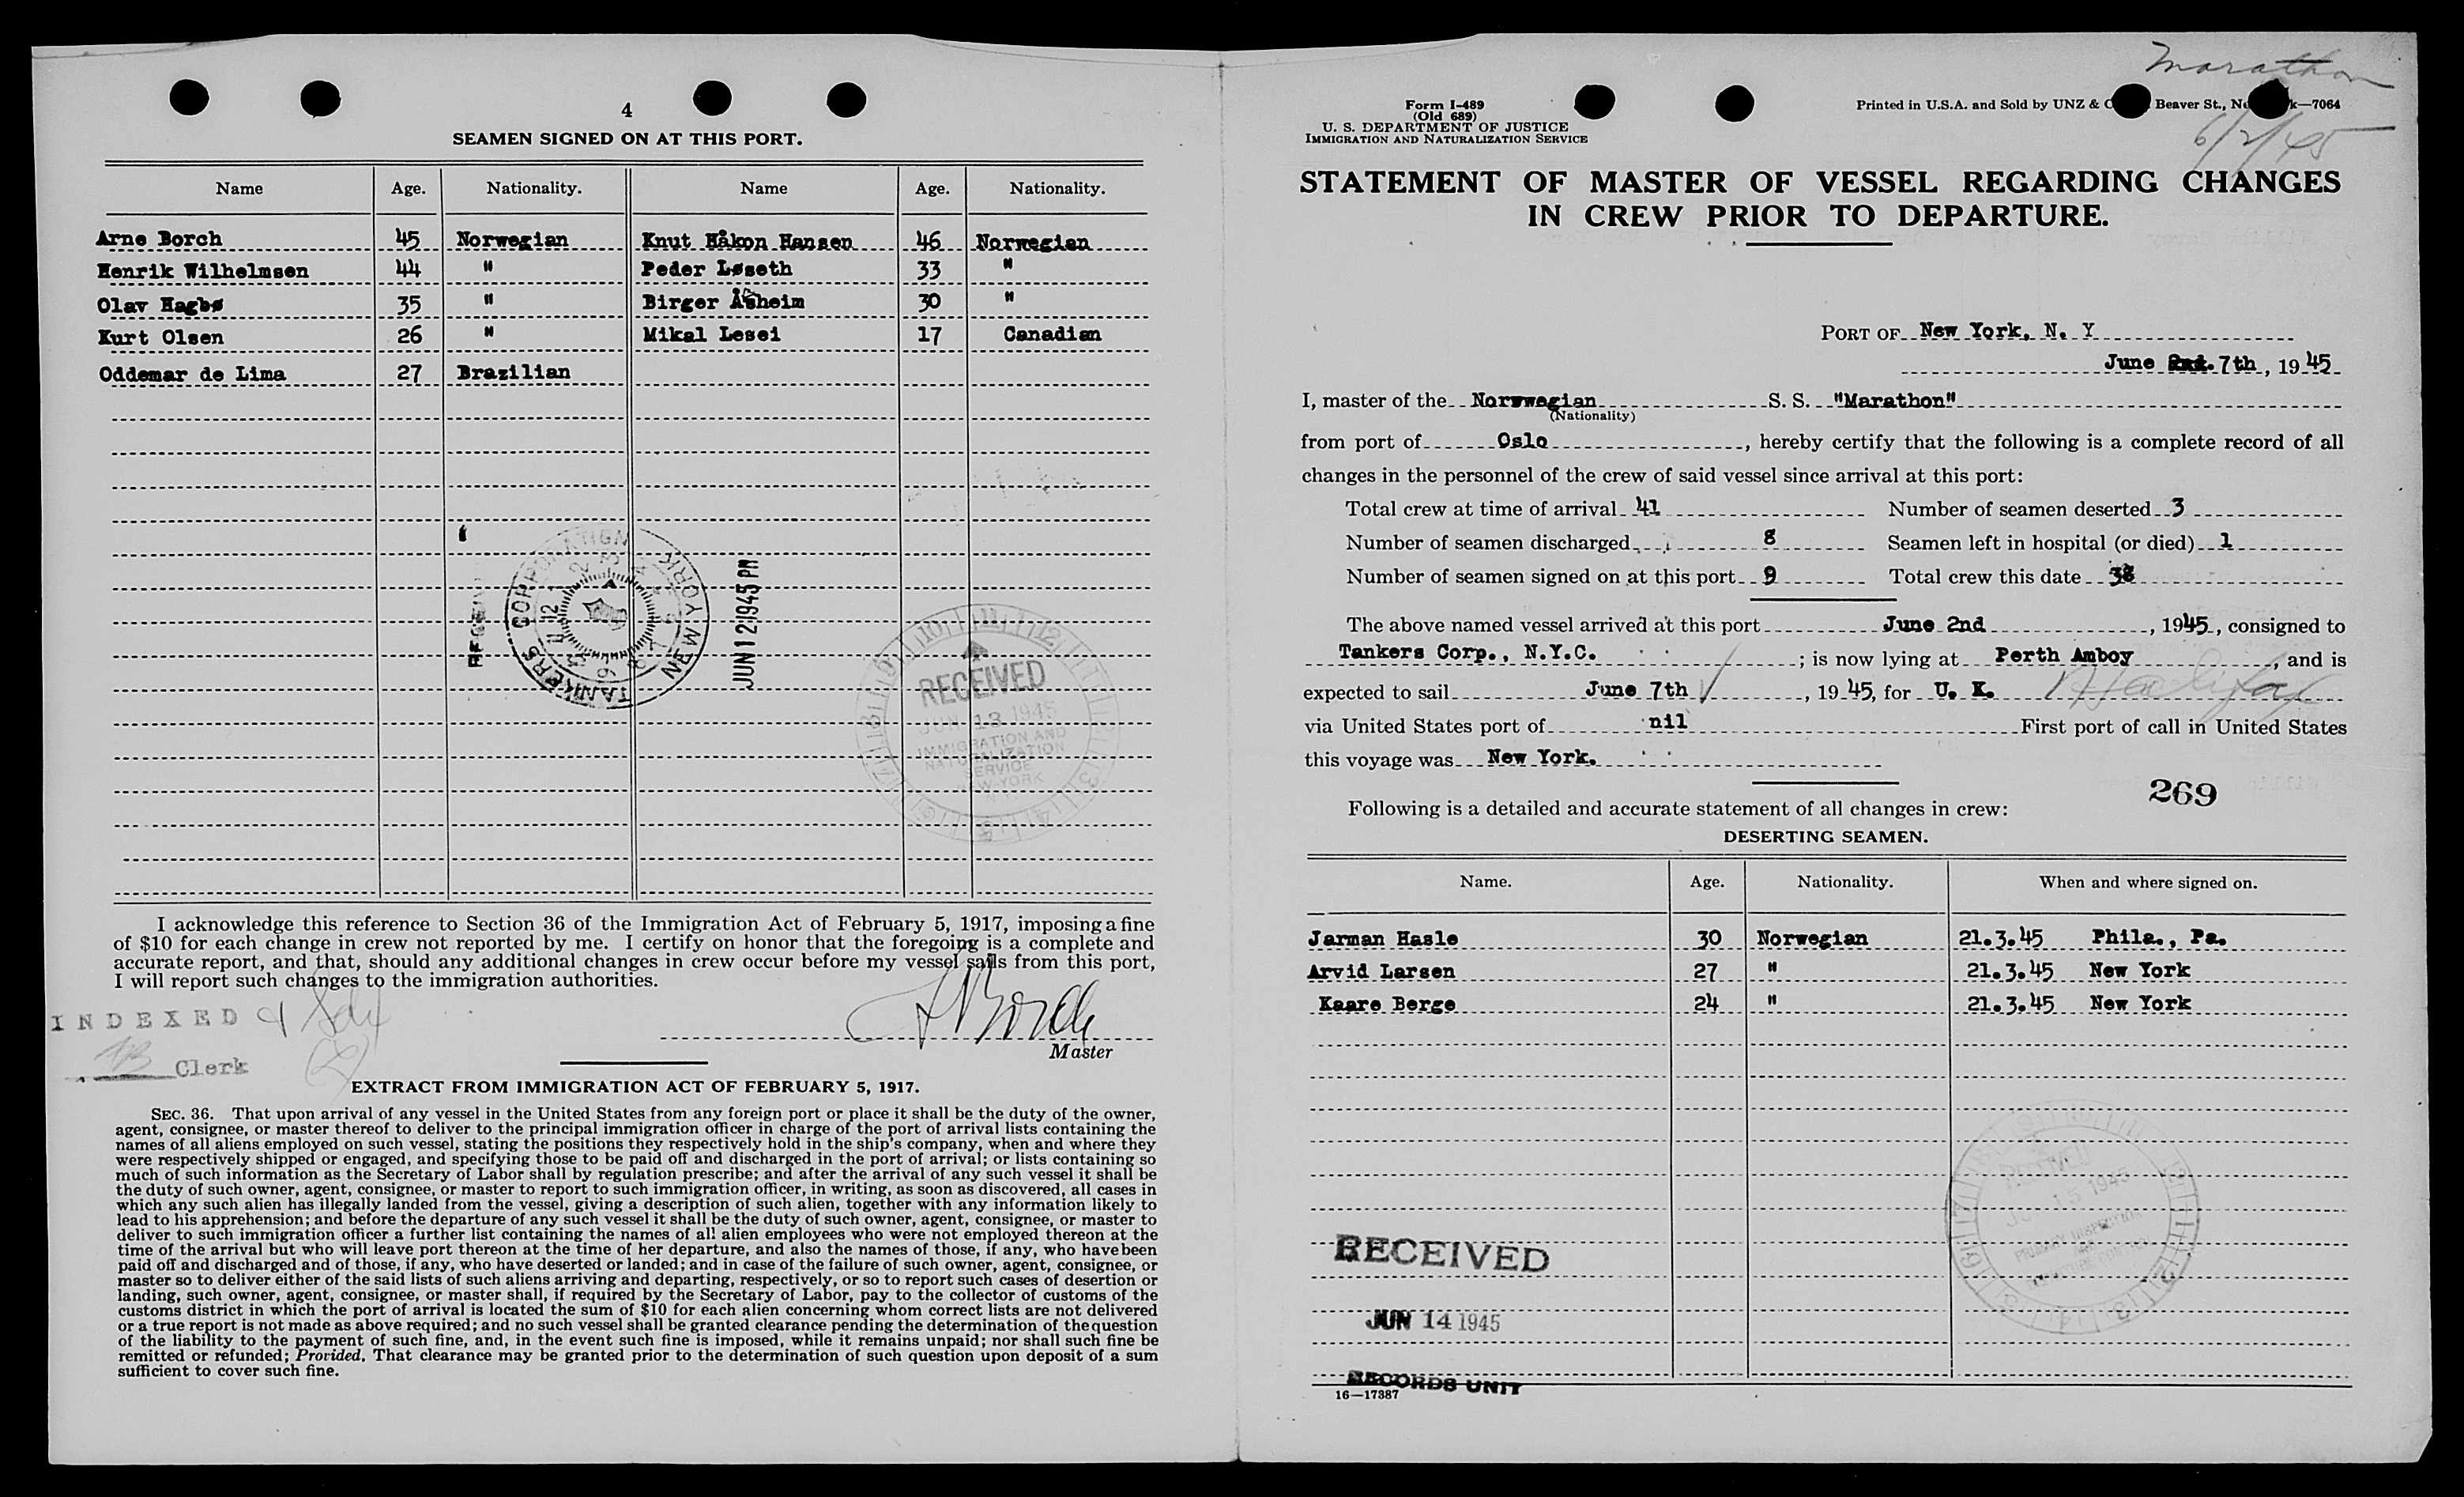 4
SEAMEN SIGNED ON AT THIS PORT.
Name Age. Nationality. Name Age. Nationality.
Arne Borch 45 Norwegian Knut Håkon Hansen 46 Norwegian
Henrik Wilhelmsen 44 " Peder Løseth 33 "
Olav Hagbø 35 " Birger Åsheim 30 "
Kurt Olsen 26 " Mikal Lesei 17 Canadian
Oddemar de Lima 27 Brazilian
TANKERS CORPORATION NEW YORK
JUN 12 1945 PM
RECEIVED
JUN 13 1945
IMMIGRATION AND
NATURALIZATION
SERVICE
NEW YORK
I acknowledge this reference to Section 36 of the Immigration Act of February 5, 1917, imposing a fine
of $10 for each change in crew not reported by me. I certify on honor that the foregoing is a complete and
accurate report, and that, should any additional changes in crew occur before my vessel sails from this port,
I will report such changes to the immigration authorities.
INDEXED
Clerk
Master
EXTRACT FROM IMMIGRATION ACT OF FEBRUARY 5, 1917.
SEC. 36. That upon arrival of any vessel in the United States from any foreign port or place it shall be the duty of the owner,
agent, consignee, or master thereof to deliver to the principal immigration officer in charge of the port of arrival lists containing the
names of all aliens employed on such vessel, stating the positions they respectively hold in the ship's company, when and where they
were respectively shipped or engaged, and specifying those to be paid off and discharged in the port of arrival; or lists containing so
much of such information as the Secretary of Labor shall by regulation prescribe; and after the arrival of any such vessel it shall be
the duty of such owner, agent, consignee, or master to report to such immigration officer, in writing, as soon as discovered, all cases in
which any such alien has illegally landed from the vessel, giving a description of such alien, together with any information likely to
lead to his apprehension; and before the departure of any such vessel it shall be the duty of such owner, agent, consignee, or master to
deliver to such immigration officer a further list containing the names of all alien employees who were not employed thereon at the
time of the arrival but who will leave port thereon at the time of her departure, and also the names of those, if any, who have been
paid off and discharged and of those, if any, who have deserted or landed; and in case of the failure of such owner, agent, consignee, or
master so to deliver either of the said lists of such aliens arriving and departing, respectively, or so to report such cases of desertion or
landing, such owner, agent, consignee, or master shall, if required by the Secretary of Labor, pay to the collector of customs of the
customs district in which the port of arrival is located the sum of $10 for each alien concerning whom correct lists are not delivered
or a true report is not made as above required; and no such vessel shall be granted clearance pending the determination of the question
of the liability to the payment of such fine, and, in the event such fine is imposed, while it remains unpaid; nor shall such fine be
remitted or refunded; Provided, That clearance may be granted prior to the determination of such question upon deposit of a sum
sufficient to cover such fine.
Marathon
6/2/45
Form I-489
(Old 689)
U. S. DEPARTMENT OF JUSTICE
IMMIGRATION AND NATURALIZATION SERVICE
Printed in U.S.A. and Sold by UNZ & Beaver St., —7064
STATEMENT OF MASTER OF VESSEL REGARDING CHANGES
IN CREW PRIOR TO DEPARTURE.
PORT OF New York, N. Y
June 7th, 1945
I, master of the Norwwegian S. S. "Marathon"
(Nationality)
from port of Oslo, hereby certify that the following is a complete record of all
changes in the personnel of the crew of said vessel since arrival at this port:
Total crew at time of arrival 41 Number of seamen deserted 3
Number of seamen discharged 8 Seamen left in hospital (or died) 1
Number of seamen signed on at this port 9 Total crew this date 38
The above named vessel arrived at this port June 2nd, 1945, consigned to
Tankers Corp., N.Y.C. ; is now lying at Perth Amboy, and is
expected to sail June 7th, 1945, for U. K. Halifax
via United States port of nil First port of call in United States
this voyage was New York.
269
Following is a detailed and accurate statement of all changes in crew:
DESERTING SEAMEN.
Name. Age. Nationality. When and where signed on.
Jarman Hasle 30 Norwegian 21.3.45 Phila., Pa.
Arvid Larsen 27 " 21.3.45 New York
Kaare Berge 24 " 21.3.45 New York
RECEIVED
JUN 14 1945
RECORDS UNIT
16—17387